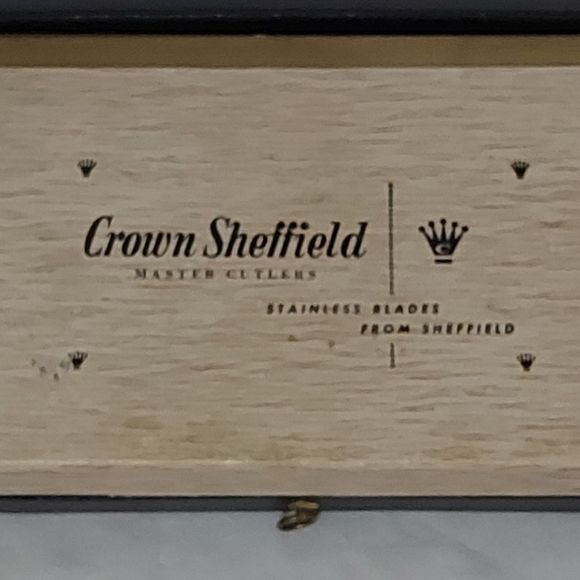 Crown Sheffield
MASTER CUTLERS
STAINLESS BLADES
FROM SHEFFIELD